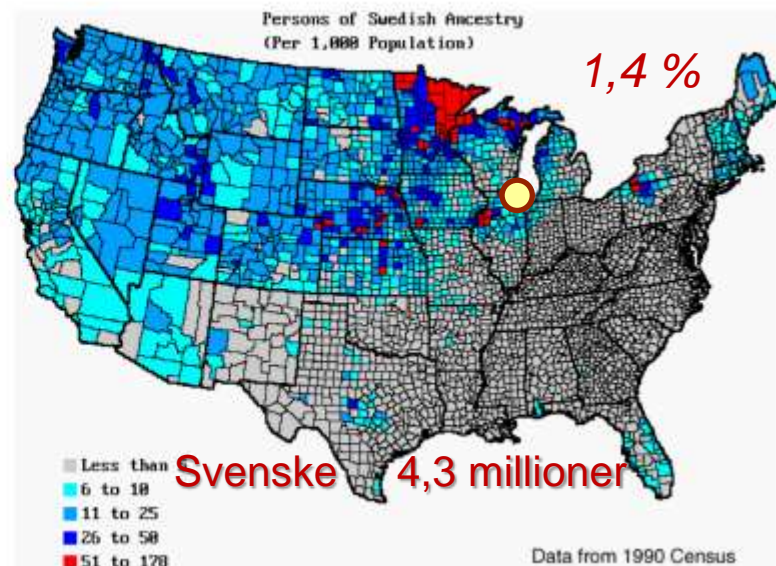 Persons of Swedish Ancestry
(Per 1,000 Population)
1,4 %
Less than
Svenske 4,3 millioner
6 to 10
11 to 25
26 to 50
51 to 178
Data from 1990 Census